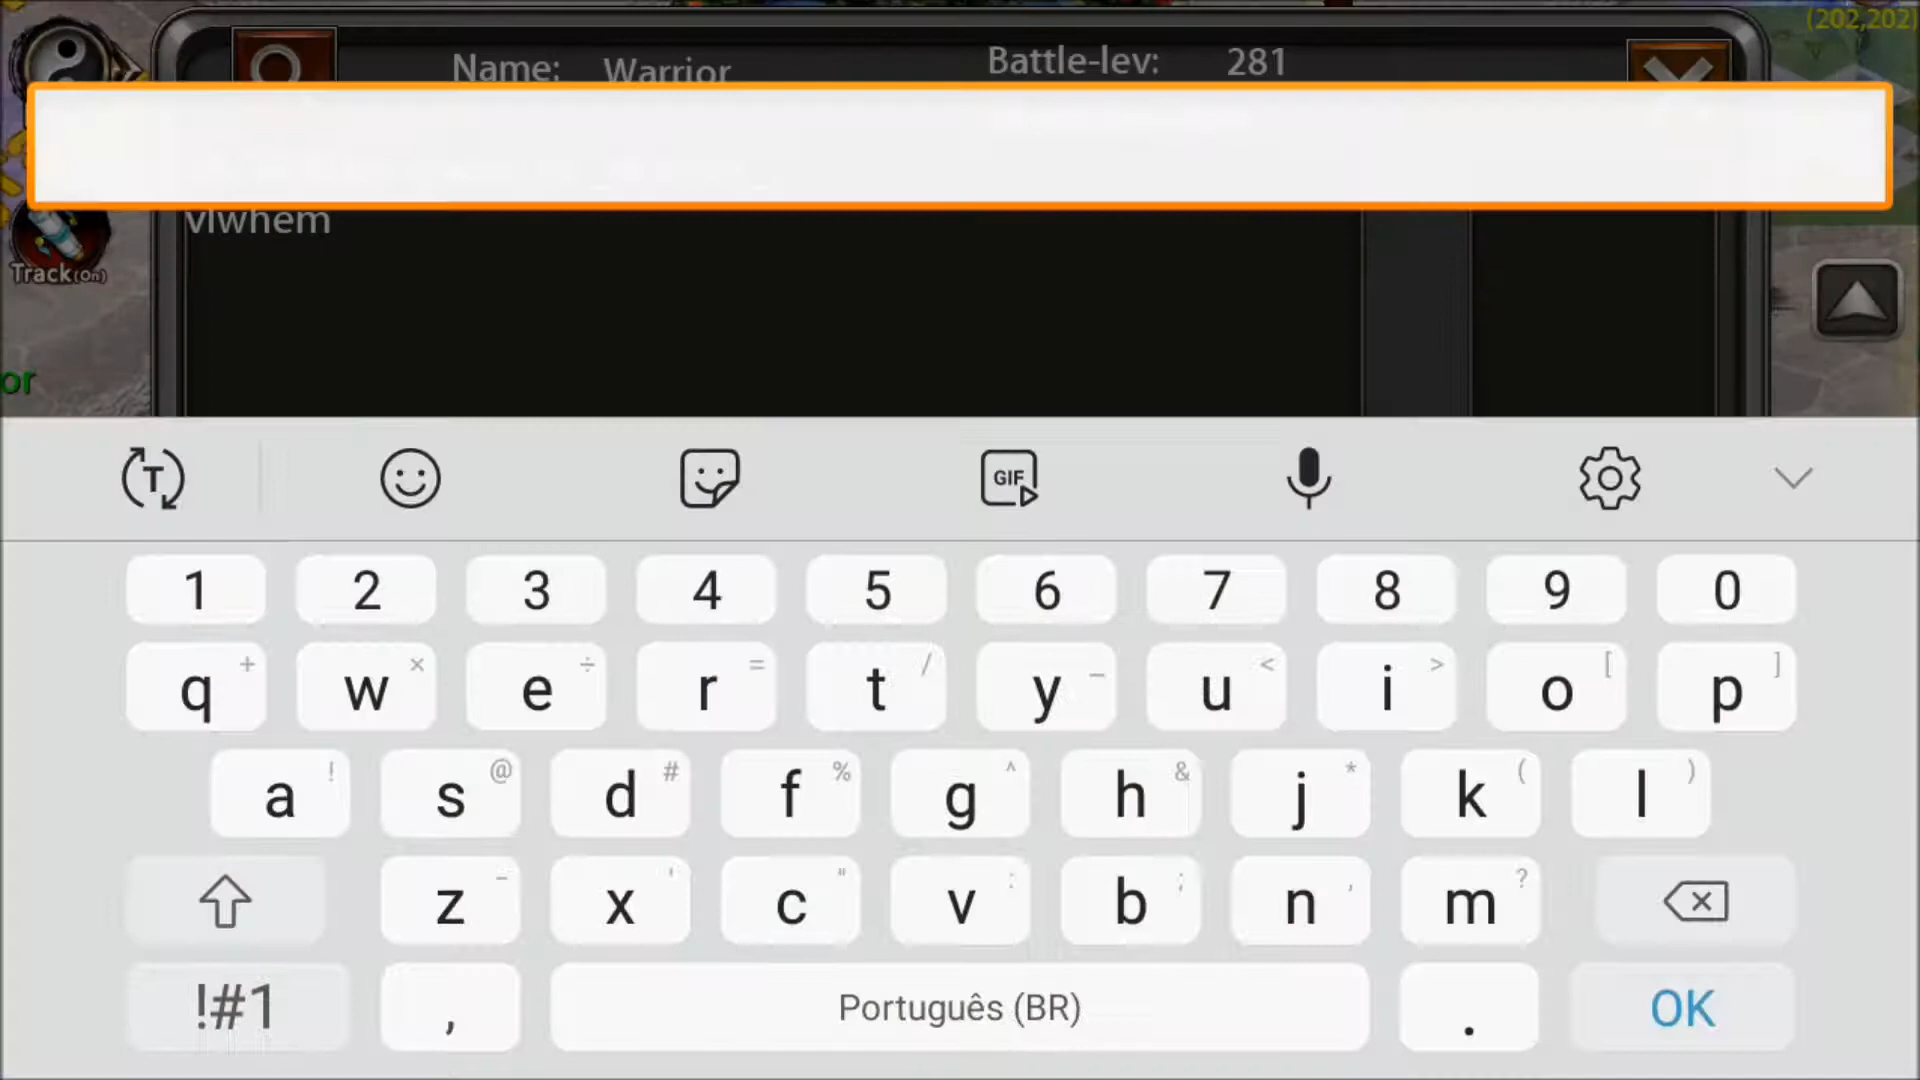 (202,202)
Name: Warrior Battle-lev: 281
vlwhem
Track(On)
or
T GIF
1 2 3 4 5 6 7 8 9 0
q + w × e ÷ r = t / y _ u < i > o [ p ]
a ! s @ d # f % g ^ h & j * k ( l )
z - x ' c " v : b ; n , m ?
!#1 , Português (BR) . OK